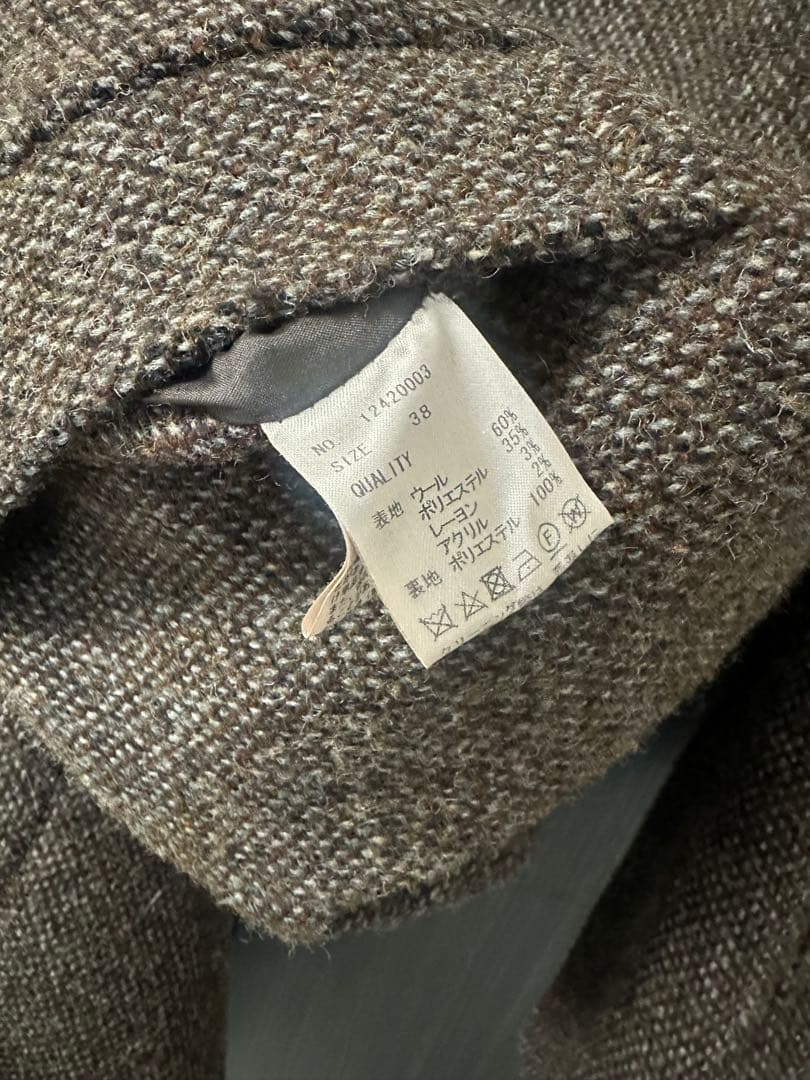 NO. 12420003
SIZE 38
QUALITY
表地 ウール 60%
ポリエステル 35%
レーヨン 3%
アクリル 2%
裏地 ポリエステル 100%
F W